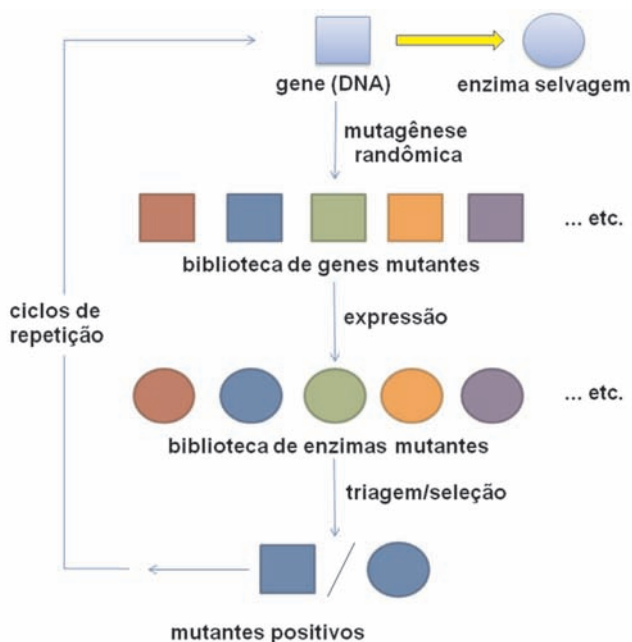 gene (DNA)
enzima selvagem
mutagênese
randômica
... etc.
biblioteca de genes mutantes
ciclos de
repetição
expressão
... etc.
biblioteca de enzimas mutantes
triagem/seleção
mutantes positivos